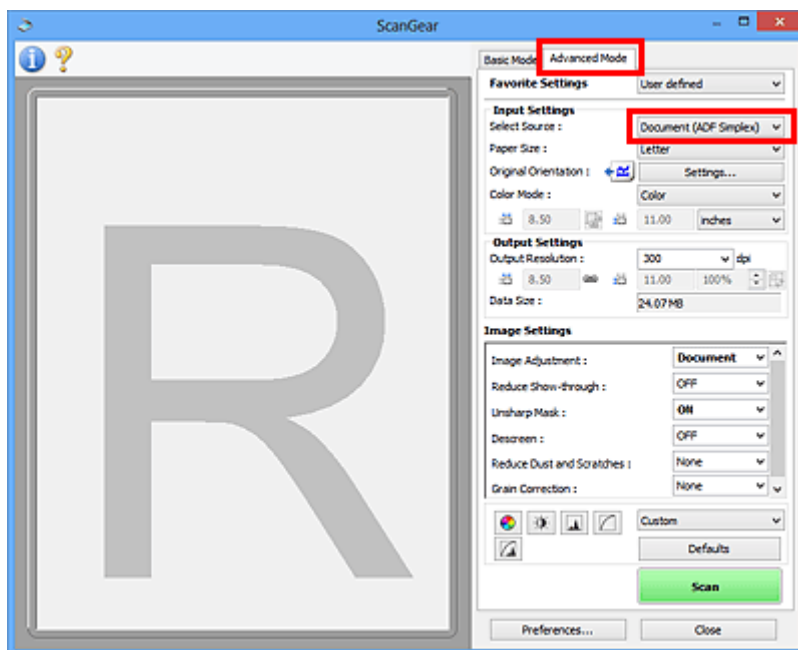 ScanGear
Basic Mode Advanced Mode
Favorite Settings User defined
Input Settings
Select Source : Document (ADF Simplex)
Paper Size : Letter
Original Orientation : Settings...
Color Mode : Color
8.50 11.00 inches
Output Settings
Output Resolution : 300 dpi
8.50 11.00 100%
Data Size : 24.07MB
Image Settings
Image Adjustment : Document
Reduce Show-through : OFF
Unsharp Mask : ON
Descreen : OFF
Reduce Dust and Scratches : None
Grain Correction : None
R
Custom
Defaults
Scan
Preferences... Close